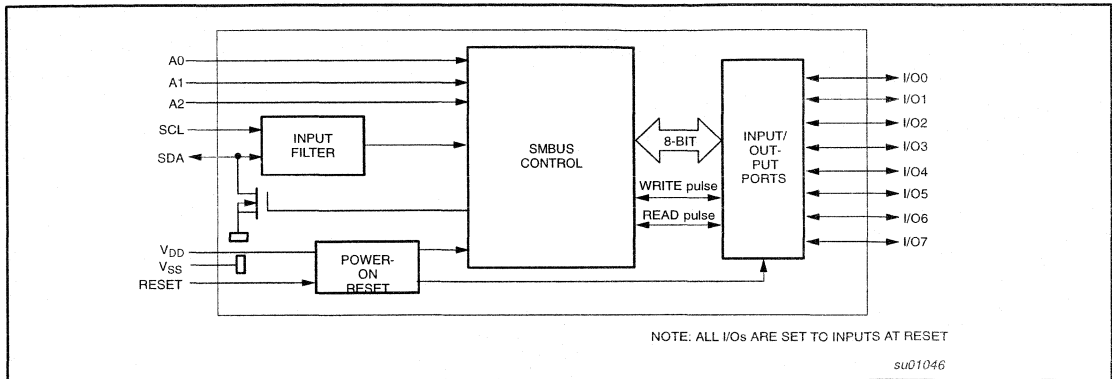 A0
A1
A2
SCL
SDA
INPUT
FILTER
SMBUS
CONTROL
8-BIT
WRITE pulse
READ pulse
INPUT/
OUT-
PUT
PORTS
I/O0
I/O1
I/O2
I/O3
I/O4
I/O5
I/O6
I/O7
VDD
VSS
RESET
POWER-
ON
RESET
NOTE: ALL I/Os ARE SET TO INPUTS AT RESET
su01046